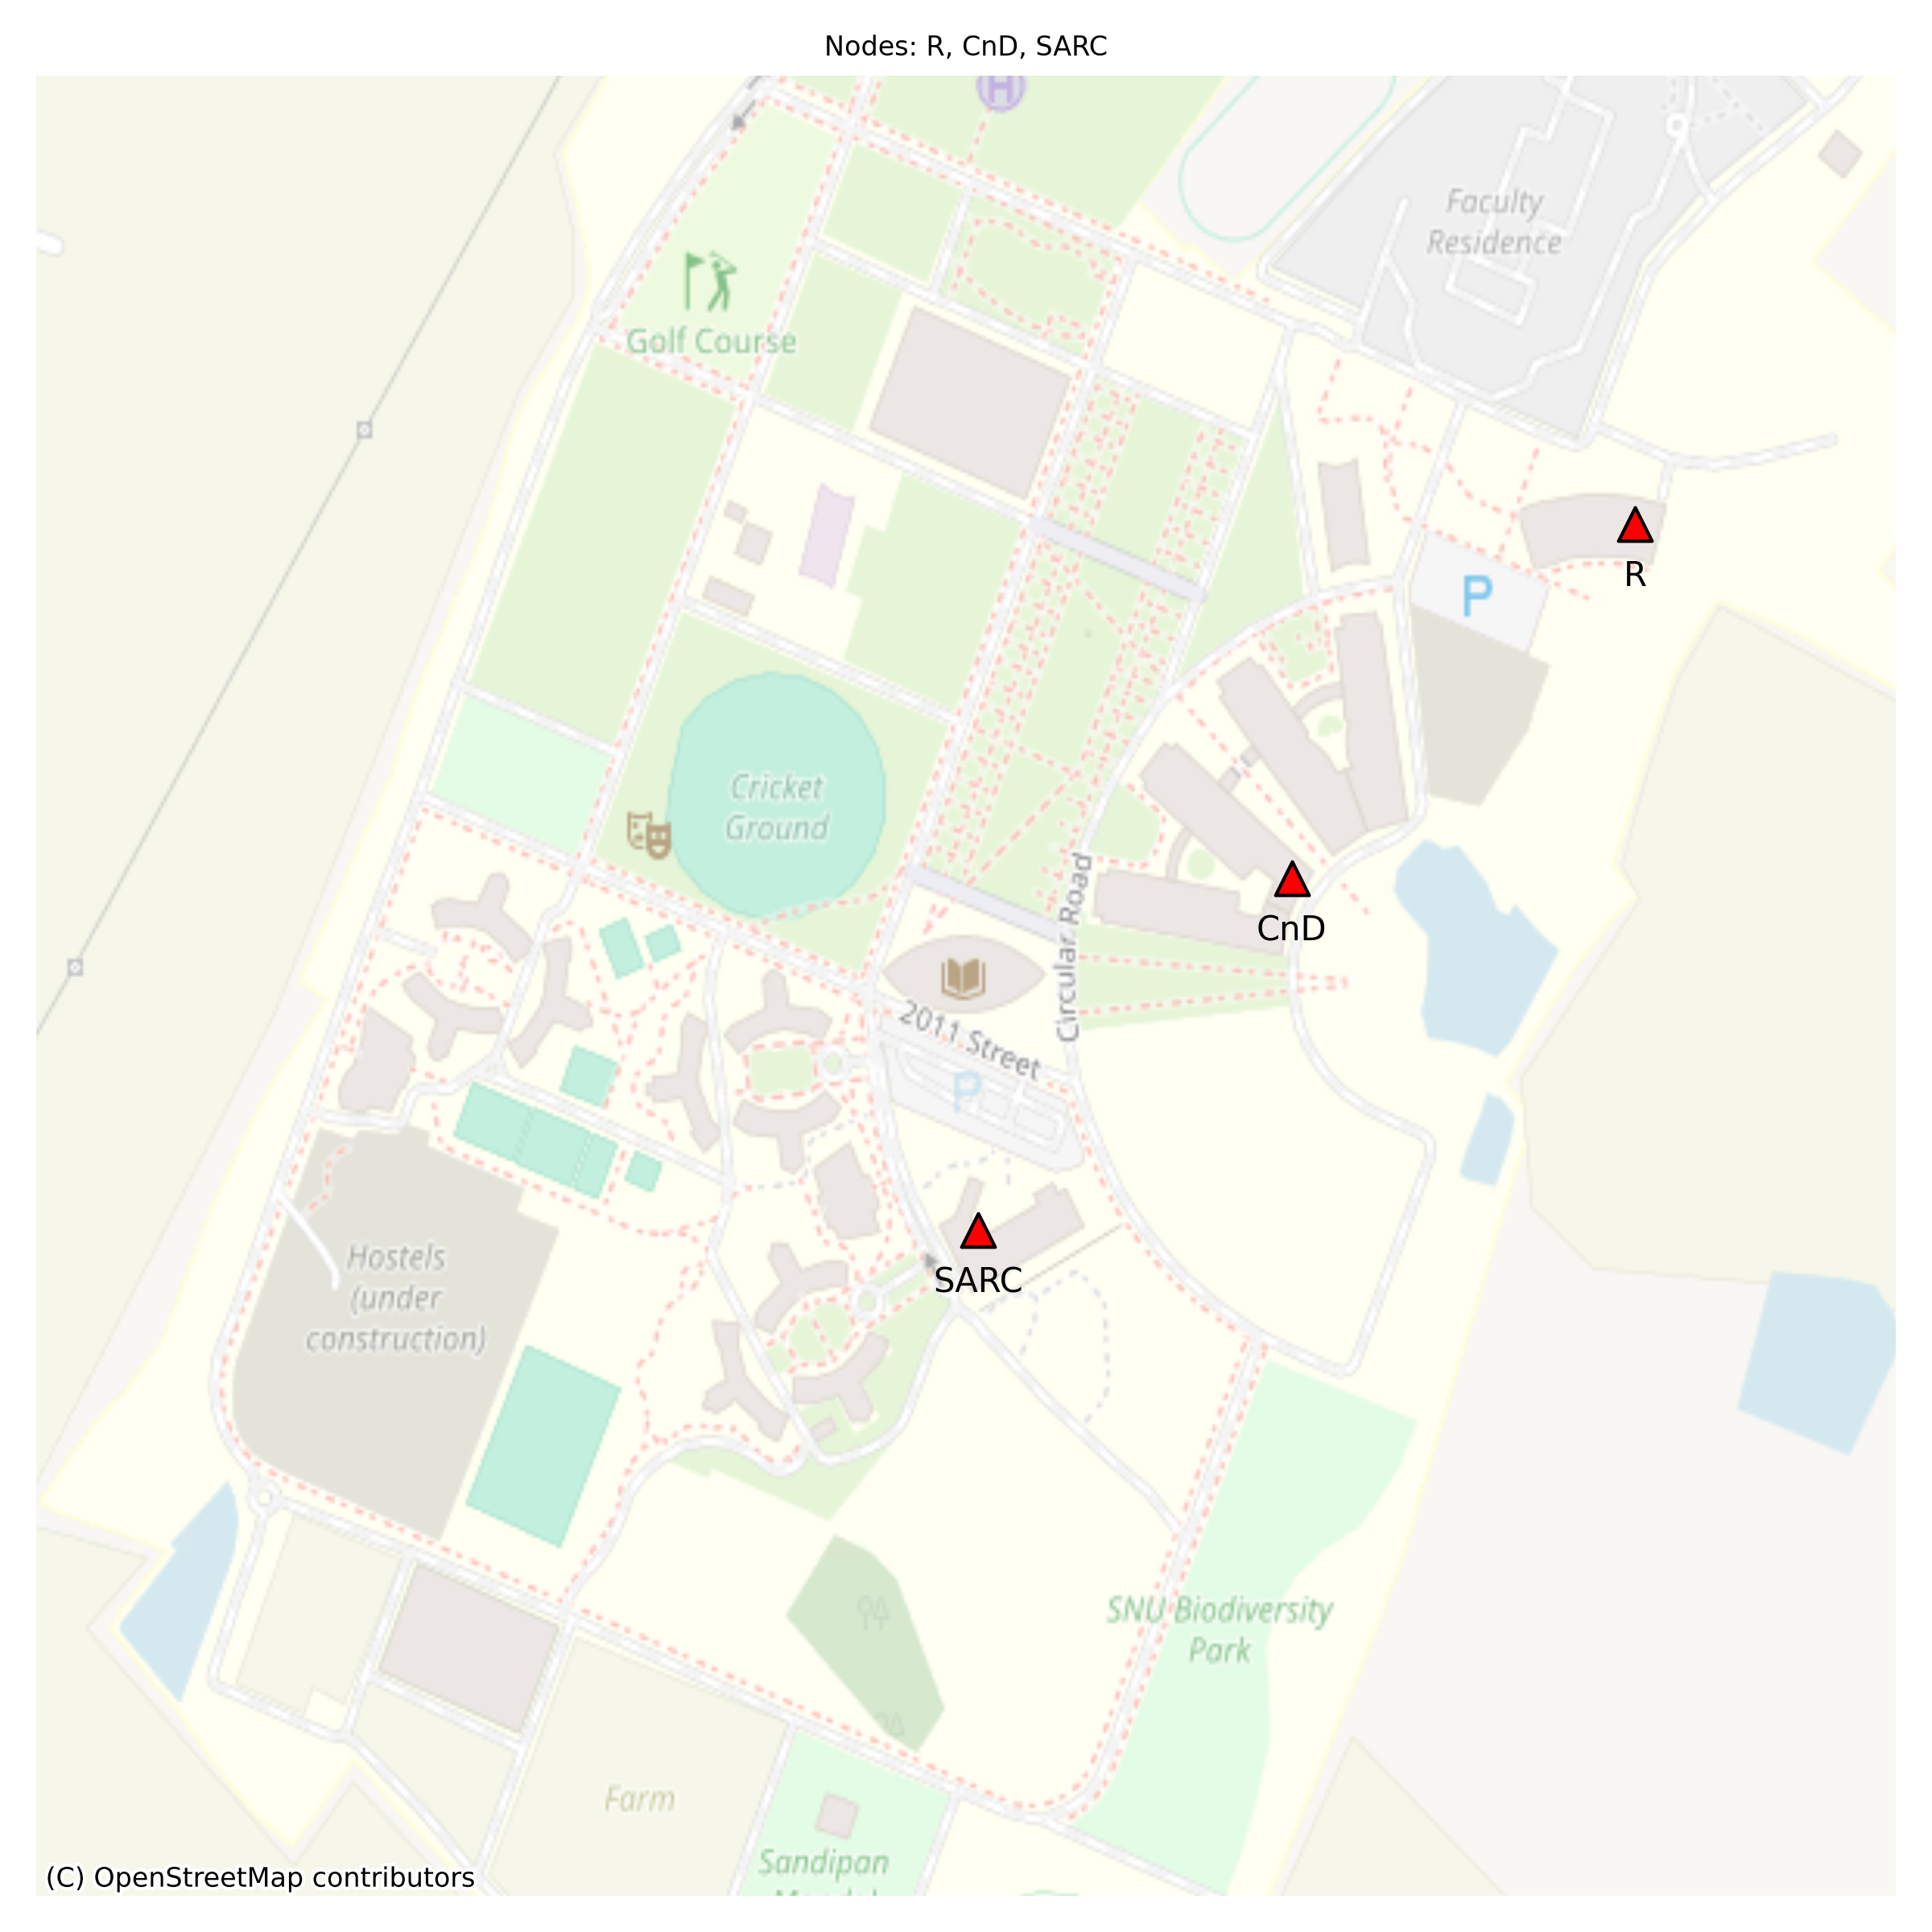 Nodes: R, CnD, SARC
H
Faculty
Residence
Golf Course
R
P
Cricket
Ground
CnD
Circular Road
2011 Street
P
SARC
Hostels
(under
construction)
SNU Biodiversity
Park
Farm
Sandipan
(C) OpenStreetMap contributors